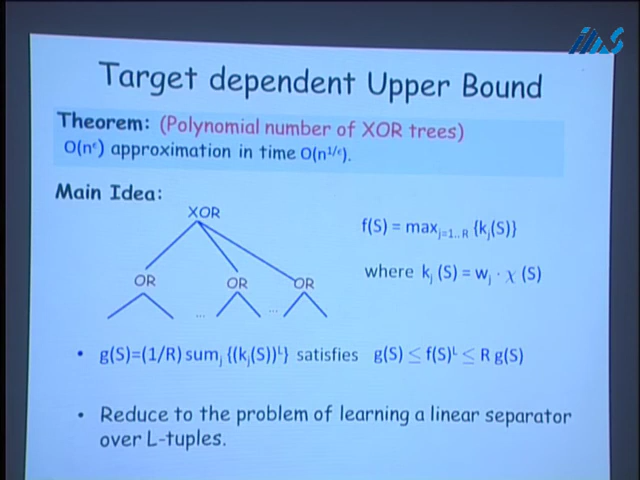 ims
Target dependent Upper Bound
Theorem: (Polynomial number of XOR trees)
O(n^ε) approximation in time O(n^{1/ε}).
Main Idea:
XOR
f(S) = max_{j=1..R} {k_j(S)}
where k_j (S) = w_j · χ (S)
OR OR OR
... ...
• g(S)=(1/R) sum_j {(k_j(S))^L} satisfies g(S) ≤ f(S)^L ≤ R g(S)
• Reduce to the problem of learning a linear separator
over L-tuples.